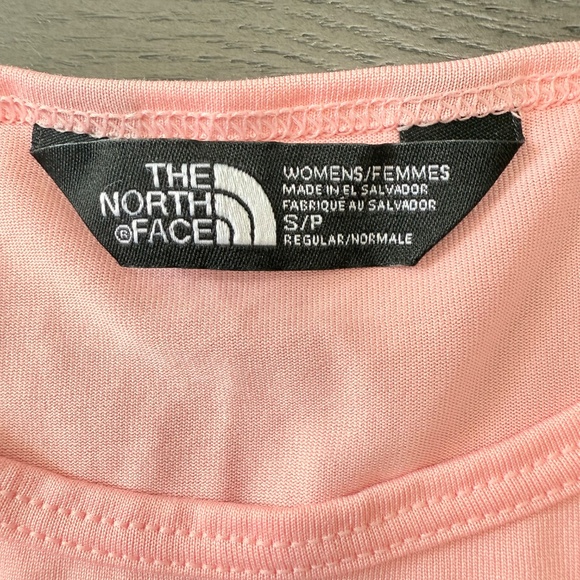 THE
NORTH
®FACE
WOMENS/FEMMES
MADE IN EL SALVADOR
FABRIQUÉ AU SALVADOR
S/P
REGULAR/NORMALE